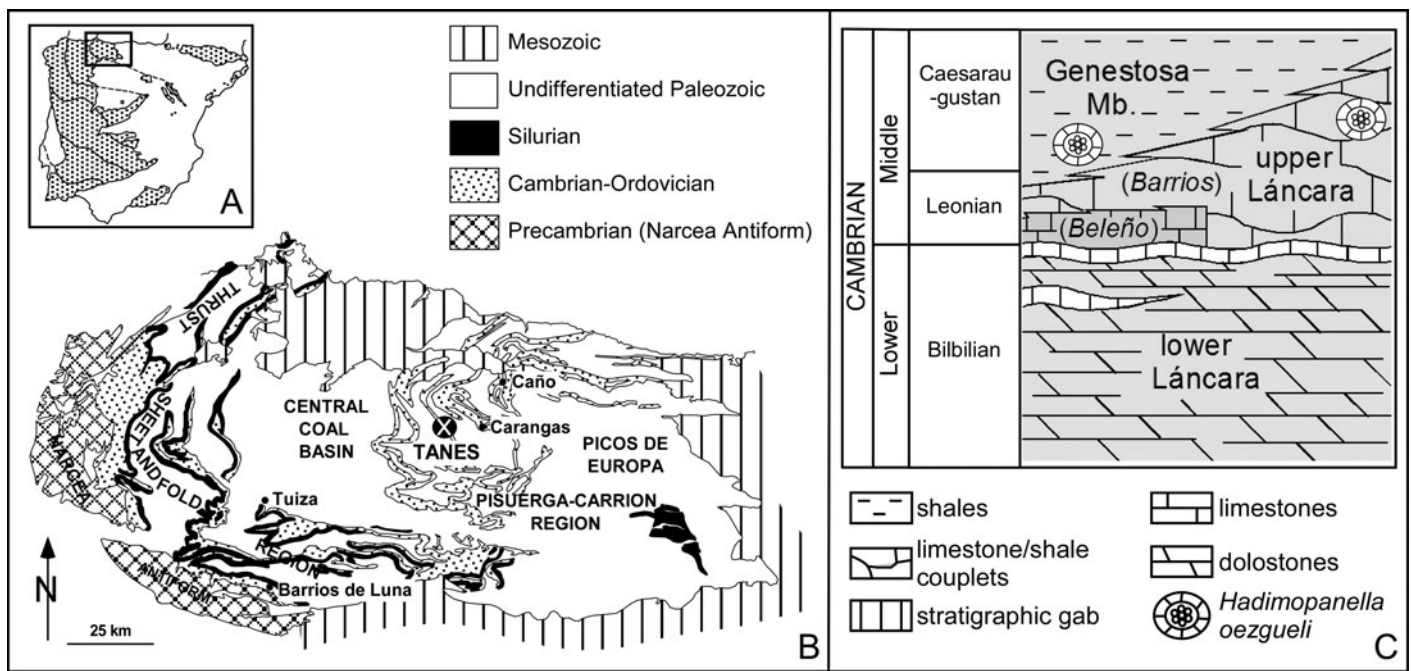 A
Mesozoic
Undifferentiated Paleozoic
Silurian
Cambrian-Ordovician
Precambrian (Narcea Antiform)
THRUST
SHEET AND FOLD
REGION
NARCEA
ANTIFORM
CENTRAL
COAL
BASIN
Caño
X
Carangas
TANES
PICOS DE
EUROPA
PISUERGA-CARRION
REGION
Tuiza
Barrios de Luna
N
25 km
B
CAMBRIAN
Middle
Lower
Caesarau
-gustan
Leonian
Bilbilian
Genestosa
Mb.
upper
Láncara
(Barrios)
(Beleño)
lower
Láncara
shales
limestone/shale
couplets
stratigraphic gab
limestones
dolostones
Hadimopanella
oezgueli
C